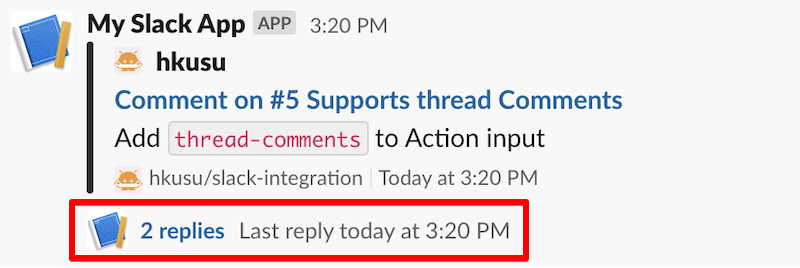 My Slack App APP 3:20 PM
hkusu
Comment on #5 Supports thread Comments
Add thread-comments to Action input
hkusu/slack-integration | Today at 3:20 PM
2 replies Last reply today at 3:20 PM